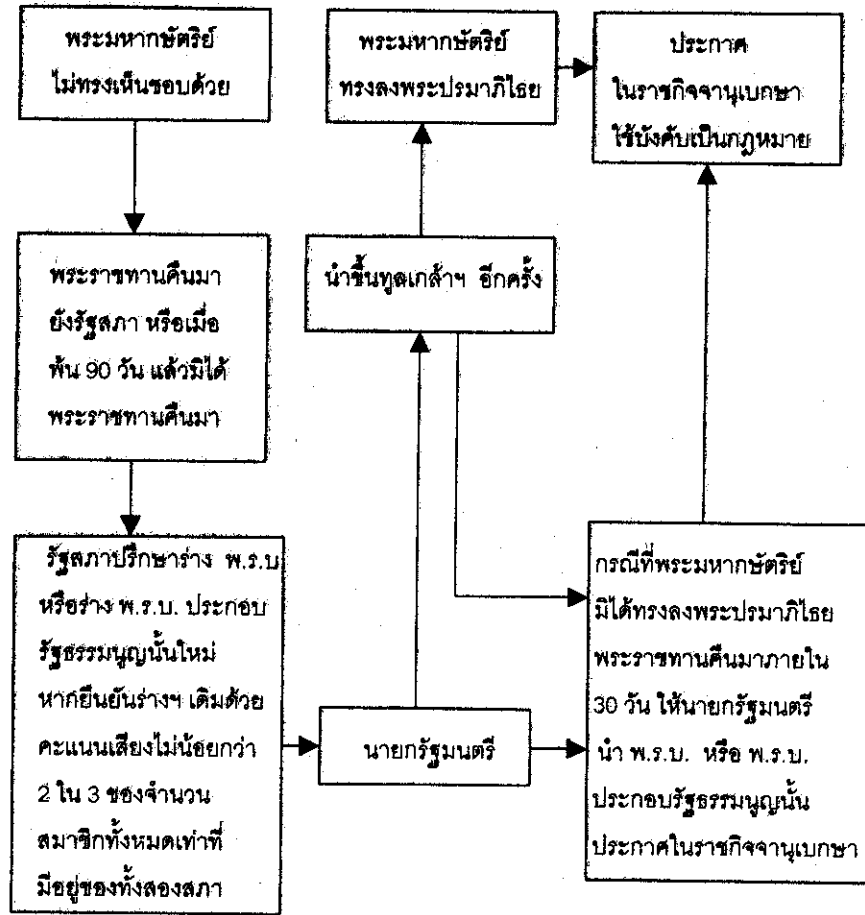 พระมหากษัตริย์
ไม่ทรงเห็นชอบด้วย
พระมหากษัตริย์
ทรงลงพระปรมาภิไธย
ประกาศ
ในราชกิจจานุเบกษา
ใช้บังคับเป็นกฎหมาย
พระราชทานคืนมา
ยังรัฐสภา หรือเมื่อ
พ้น 90 วัน แล้วมิได้
พระราชทานคืนมา
นำขึ้นทูลเกล้าฯ อีกครั้ง
รัฐสภาปรึกษาร่าง พ.ร.บ
หรือร่าง พ.ร.บ. ประกอบ
รัฐธรรมนูญนั้นใหม่
หากยืนยันร่างฯ เดิมด้วย
คะแนนเสียงไม่น้อยกว่า
2 ใน 3 ของจำนวน
สมาชิกทั้งหมดเท่าที่
มีอยู่ของทั้งสองสภา
นายกรัฐมนตรี
กรณีที่พระมหากษัตริย์
มิได้ทรงลงพระปรมาภิไธย
พระราชทานคืนมาภายใน
30 วัน ให้นายกรัฐมนตรี
นำ พ.ร.บ. หรือ พ.ร.บ.
ประกอบรัฐธรรมนูญนั้น
ประกาศในราชกิจจานุเบกษา